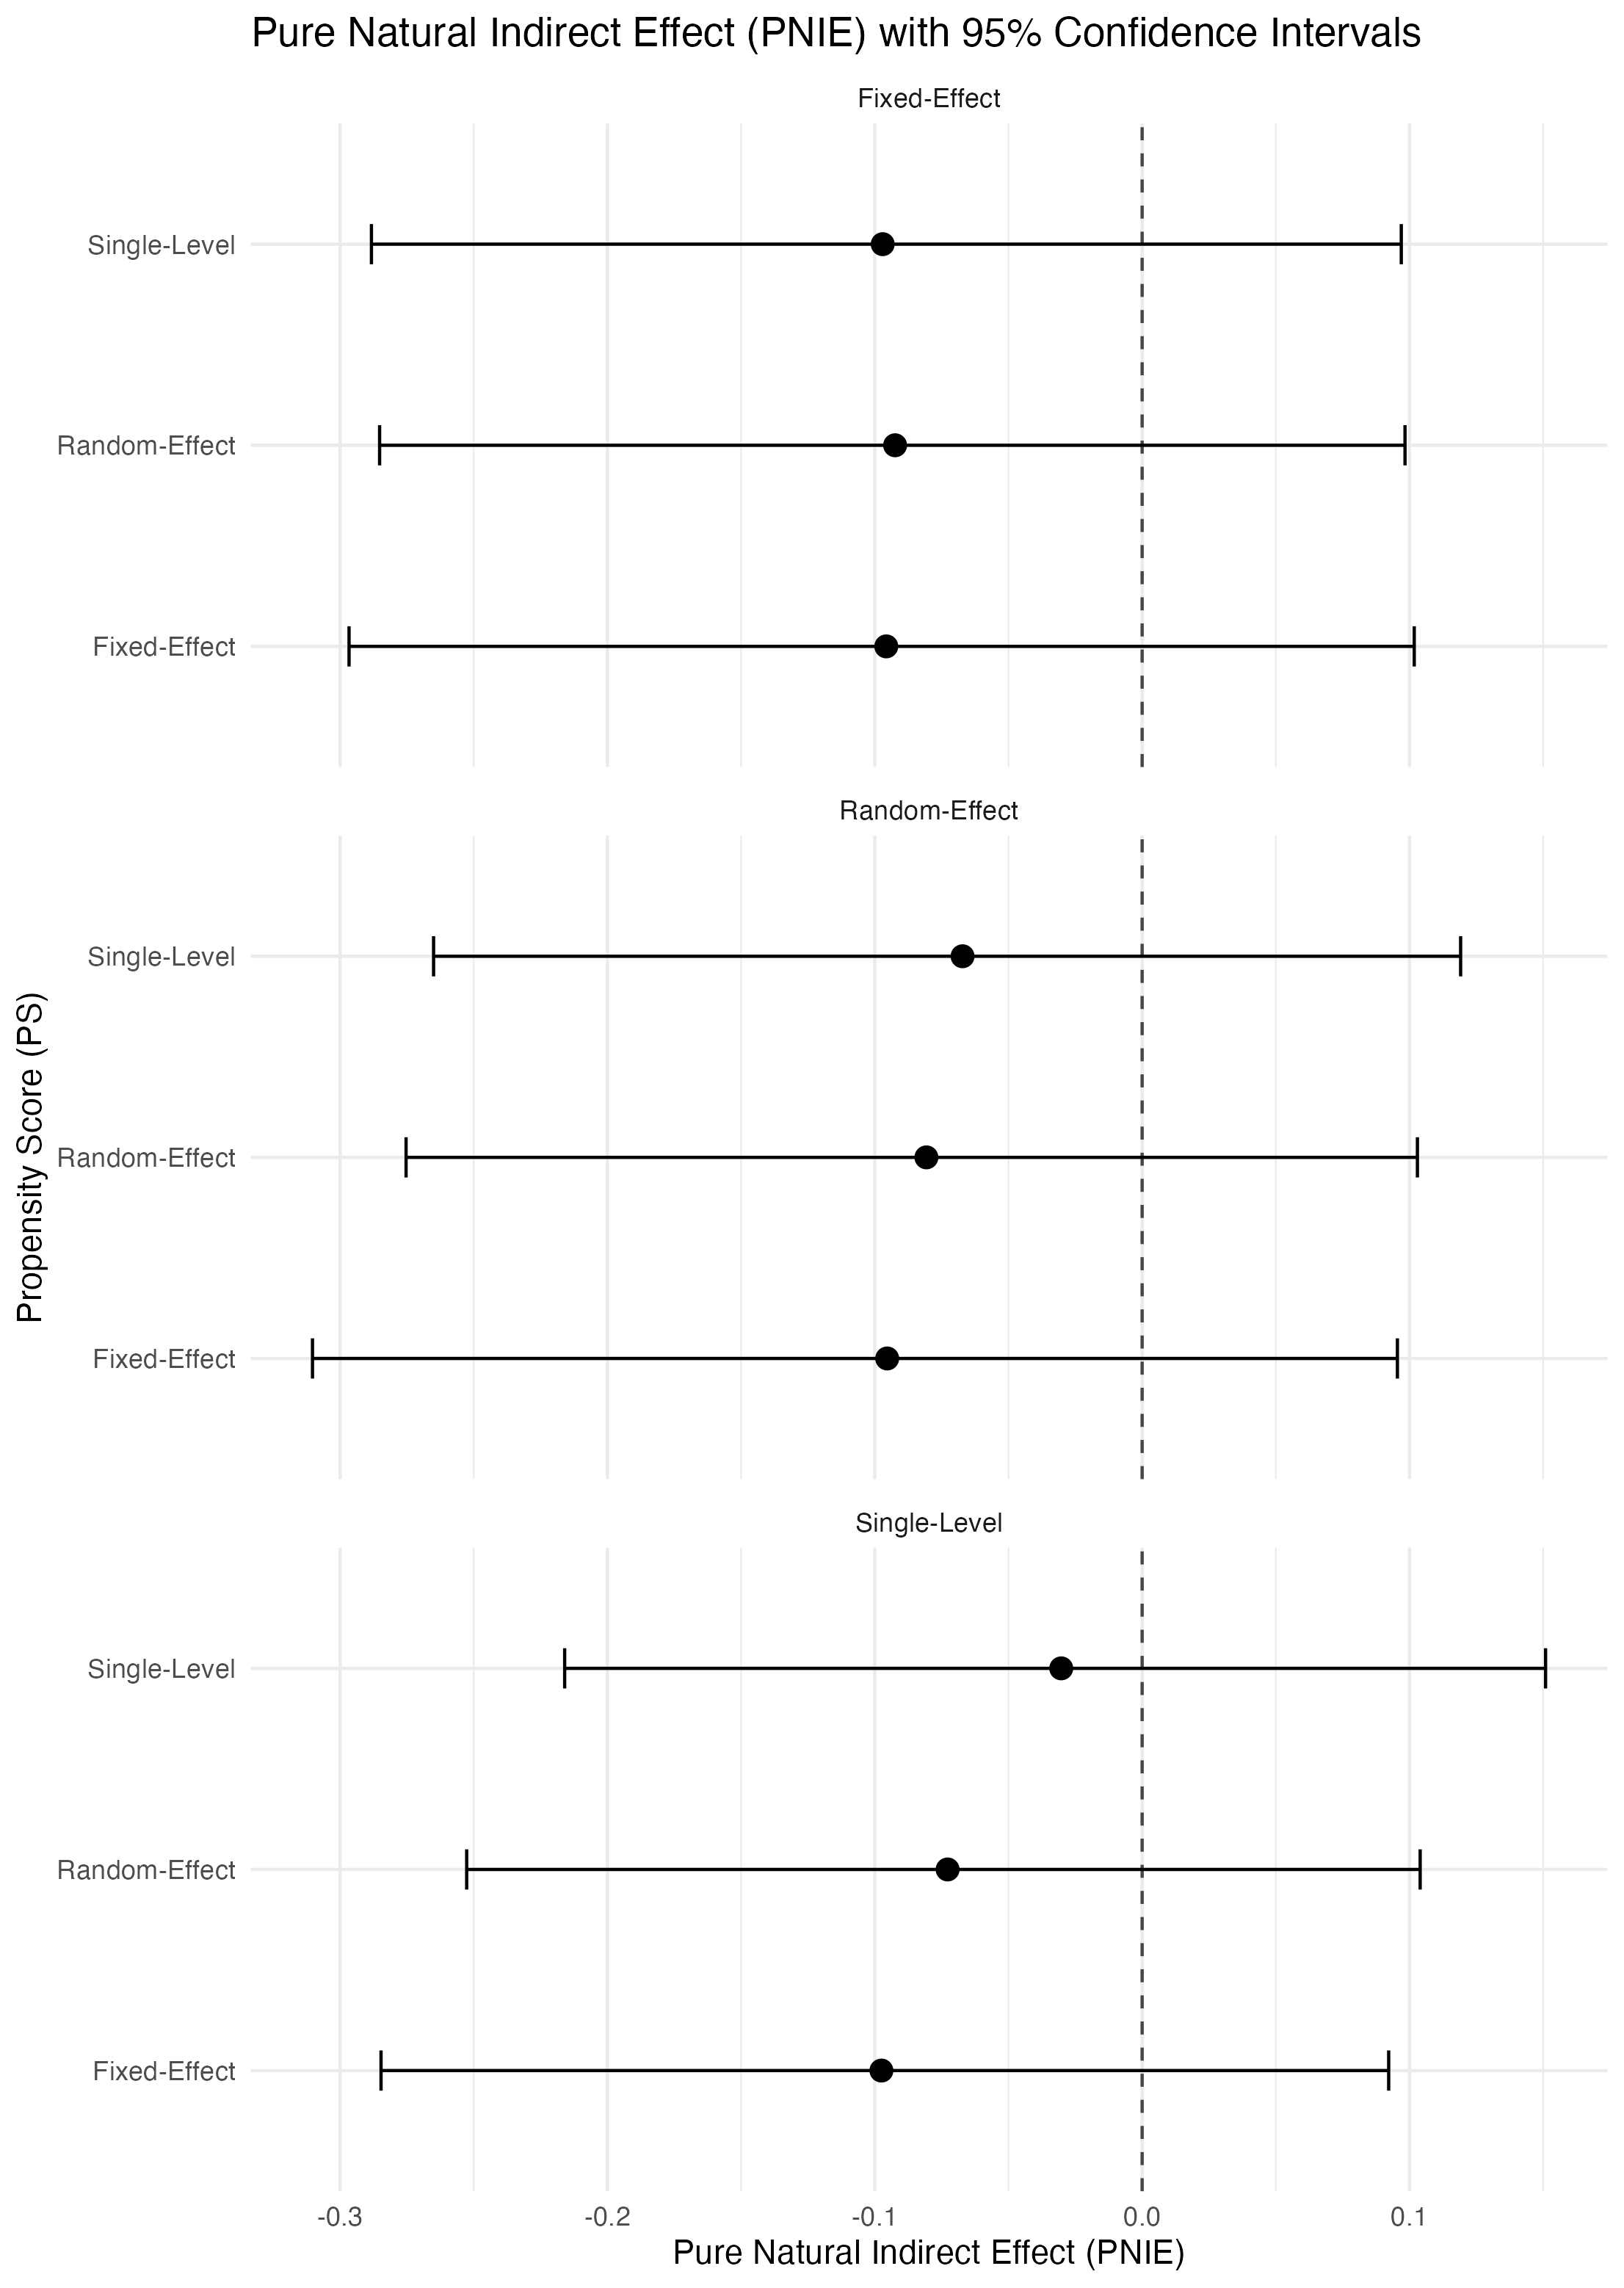 Pure Natural Indirect Effect (PNIE) with 95% Confidence Intervals
Fixed-Effect
Single-Level
Random-Effect
Fixed-Effect
Random-Effect
Single-Level
Random-Effect
Fixed-Effect
Propensity Score (PS)
Single-Level
Single-Level
Random-Effect
Fixed-Effect
-0.3
-0.2
-0.1
0.0
0.1
Pure Natural Indirect Effect (PNIE)